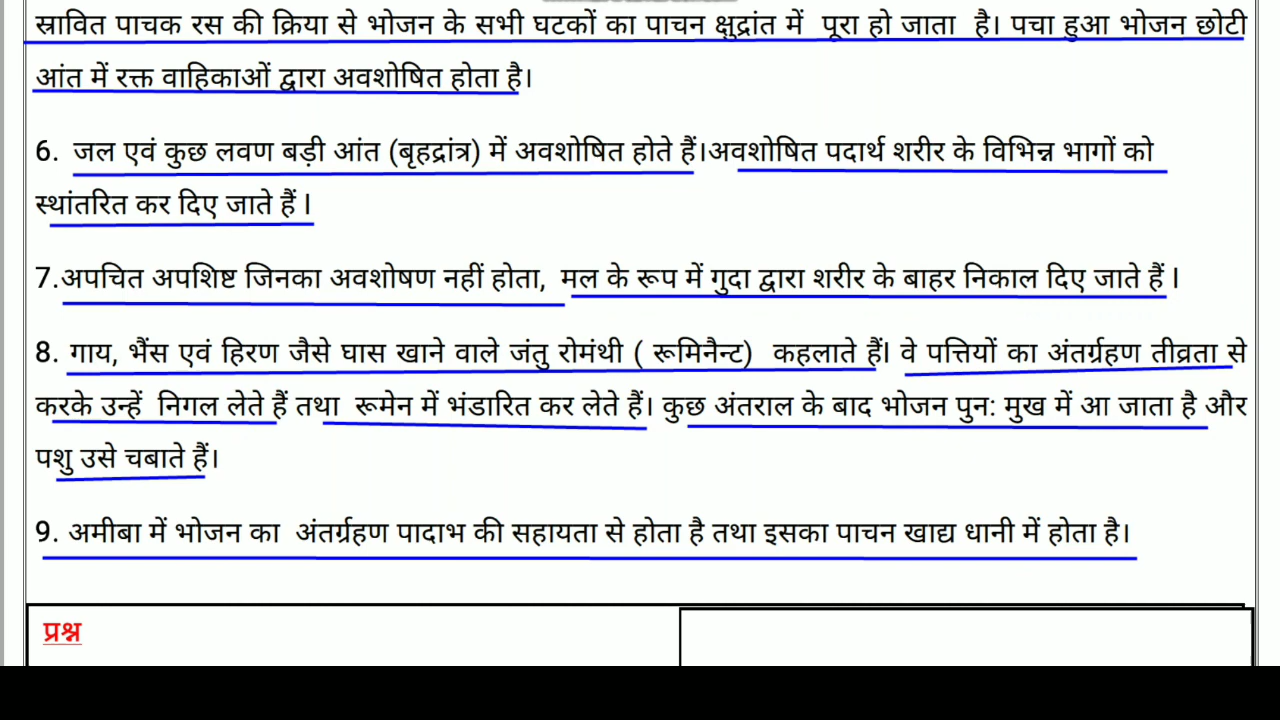 स्रावित पाचक रस की क्रिया से भोजन के सभी घटकों का पाचन क्षुद्रांत में  पूरा हो जाता  है। पचा हुआ भोजन छोटी
आंत में रक्त वाहिकाओं द्वारा अवशोषित होता है।
6.  जल एवं कुछ लवण बड़ी आंत (बृहद्रांत्र) में अवशोषित होते हैं।अवशोषित पदार्थ शरीर के विभिन्न भागों को
स्थांतरित कर दिए जाते हैं l
7.अपचित अपशिष्ट जिनका अवशोषण नहीं होता,  मल के रूप में गुदा द्वारा शरीर के बाहर निकाल दिए जाते हैं l
8. गाय, भैंस एवं हिरण जैसे घास खाने वाले जंतु रोमंथी ( रूमिनैन्ट)  कहलाते हैं। वे पत्तियों का अंतर्ग्रहण तीव्रता से
करके उन्हें  निगल लेते हैं तथा  रूमेन में भंडारित कर लेते हैं। कुछ अंतराल के बाद भोजन पुन: मुख में आ जाता है और
पशु उसे चबाते हैं।
9. अमीबा में भोजन का  अंतर्ग्रहण पादाभ की सहायता से होता है तथा इसका पाचन खाद्य धानी में होता है।
प्रश्न